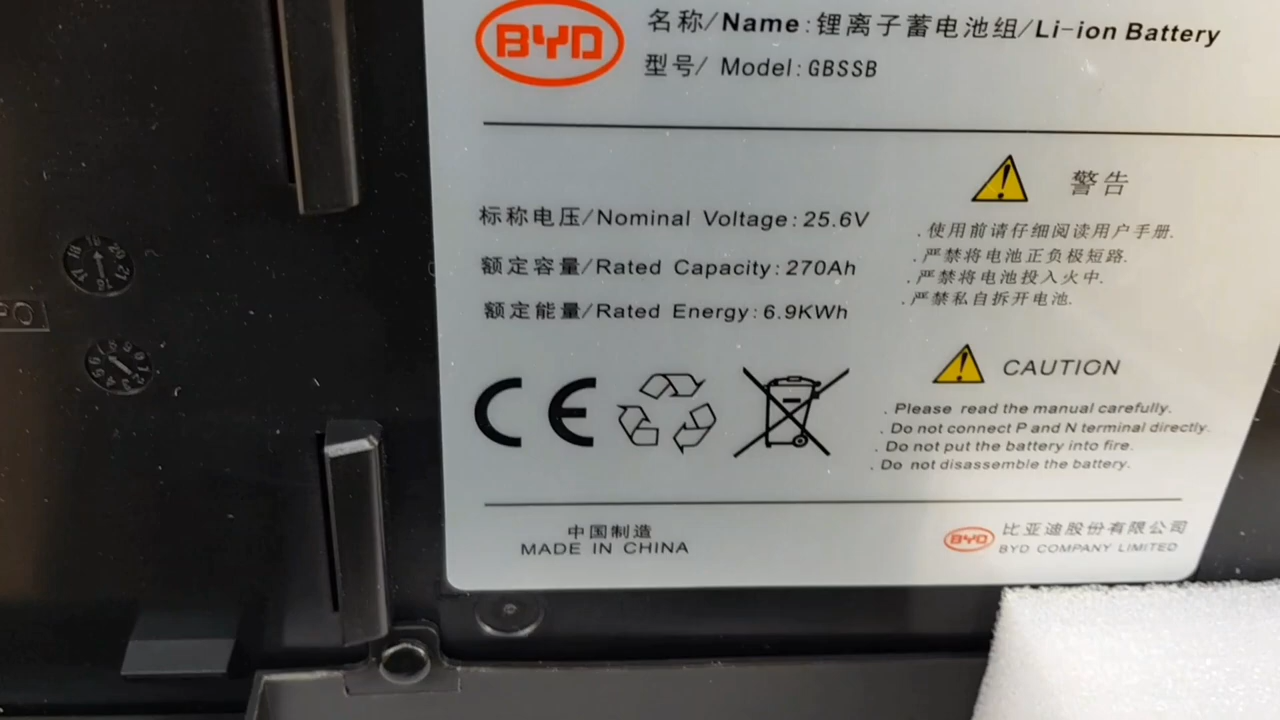 BYD
名称/Name:锂离子蓄电池组/Li-ion Battery
型号/ Model:GBSSB
标称电压/Nominal Voltage:25.6V
额定容量/Rated Capacity:270Ah
额定能量/Rated Energy:6.9KWh
警告
.使用前请仔细阅读用户手册.
.严禁将电池正负极短路.
.严禁将电池投入火中.
.严禁私自拆开电池.
CE
CAUTION
. Please read the manual carefully.
. Do not connect P and N terminal directly.
. Do not put the battery into fire.
. Do not disassemble the battery.
中国制造
MADE IN CHINA
BYD
比亚迪股份有限公司
BYD COMPANY LIMITED